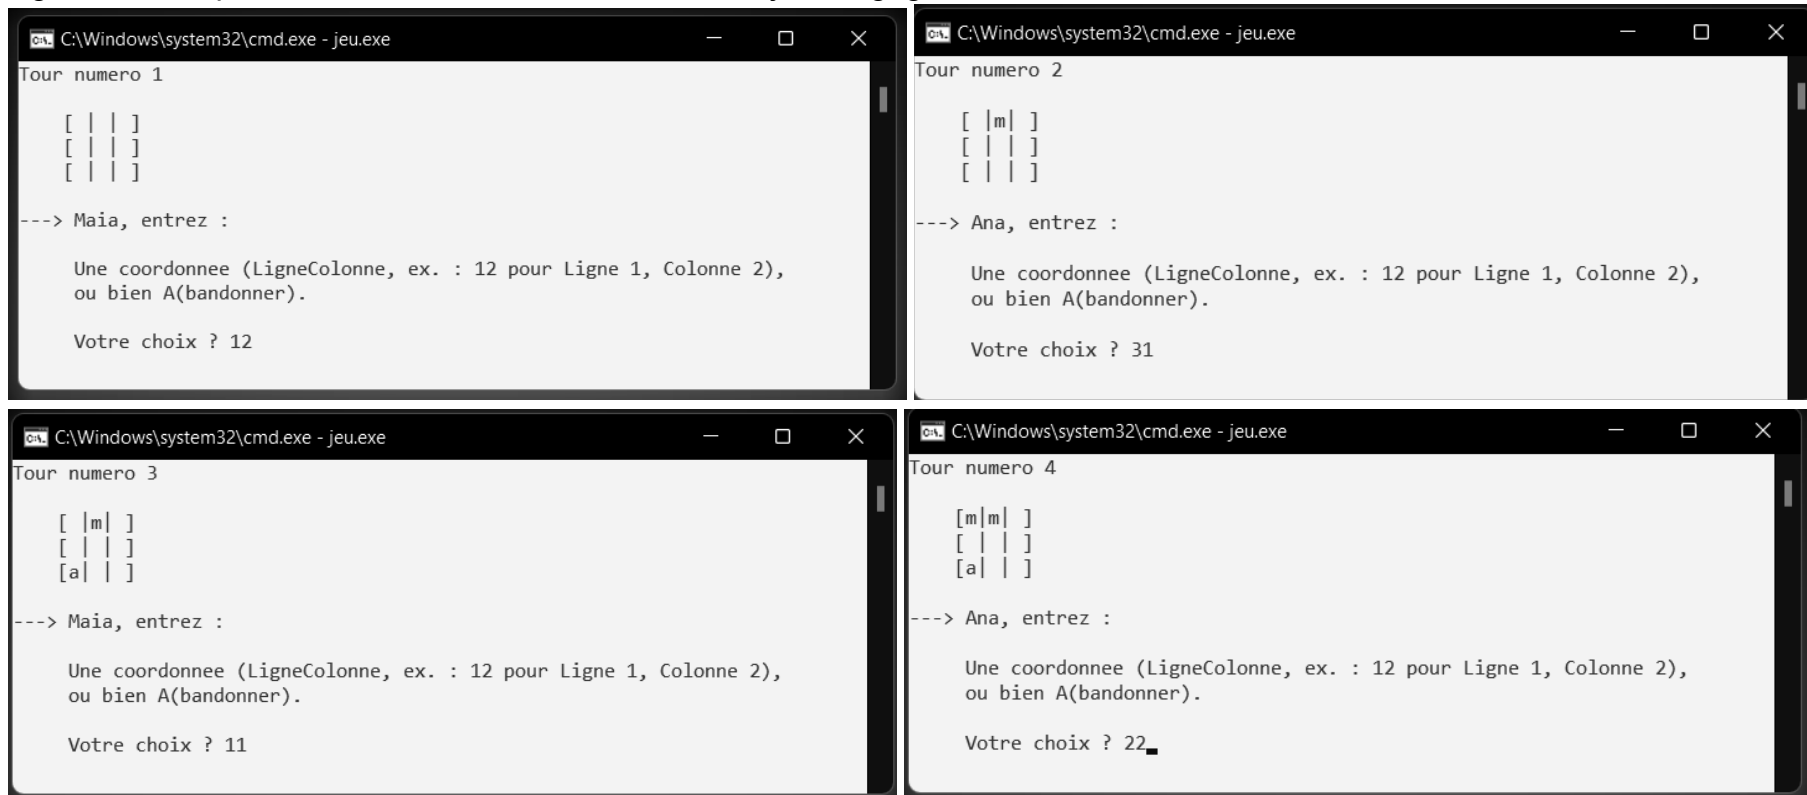 C:\Windows\system32\cmd.exe - jeu.exe
Tour numero 1
[ | | ]
[ | | ]
[ | | ]
---> Maia, entrez :
Une coordonnee (LigneColonne, ex. : 12 pour Ligne 1, Colonne 2),
ou bien A(bandonner).
Votre choix ? 12
C:\Windows\system32\cmd.exe - jeu.exe
Tour numero 2
[ |m| ]
[ | | ]
[ | | ]
---> Ana, entrez :
Une coordonnee (LigneColonne, ex. : 12 pour Ligne 1, Colonne 2),
ou bien A(bandonner).
Votre choix ? 31
C:\Windows\system32\cmd.exe - jeu.exe
Tour numero 3
[ |m| ]
[ | | ]
[a| | ]
---> Maia, entrez :
Une coordonnee (LigneColonne, ex. : 12 pour Ligne 1, Colonne 2),
ou bien A(bandonner).
Votre choix ? 11
C:\Windows\system32\cmd.exe - jeu.exe
Tour numero 4
[m|m| ]
[ | | ]
[a| | ]
---> Ana, entrez :
Une coordonnee (LigneColonne, ex. : 12 pour Ligne 1, Colonne 2),
ou bien A(bandonner).
Votre choix ? 22